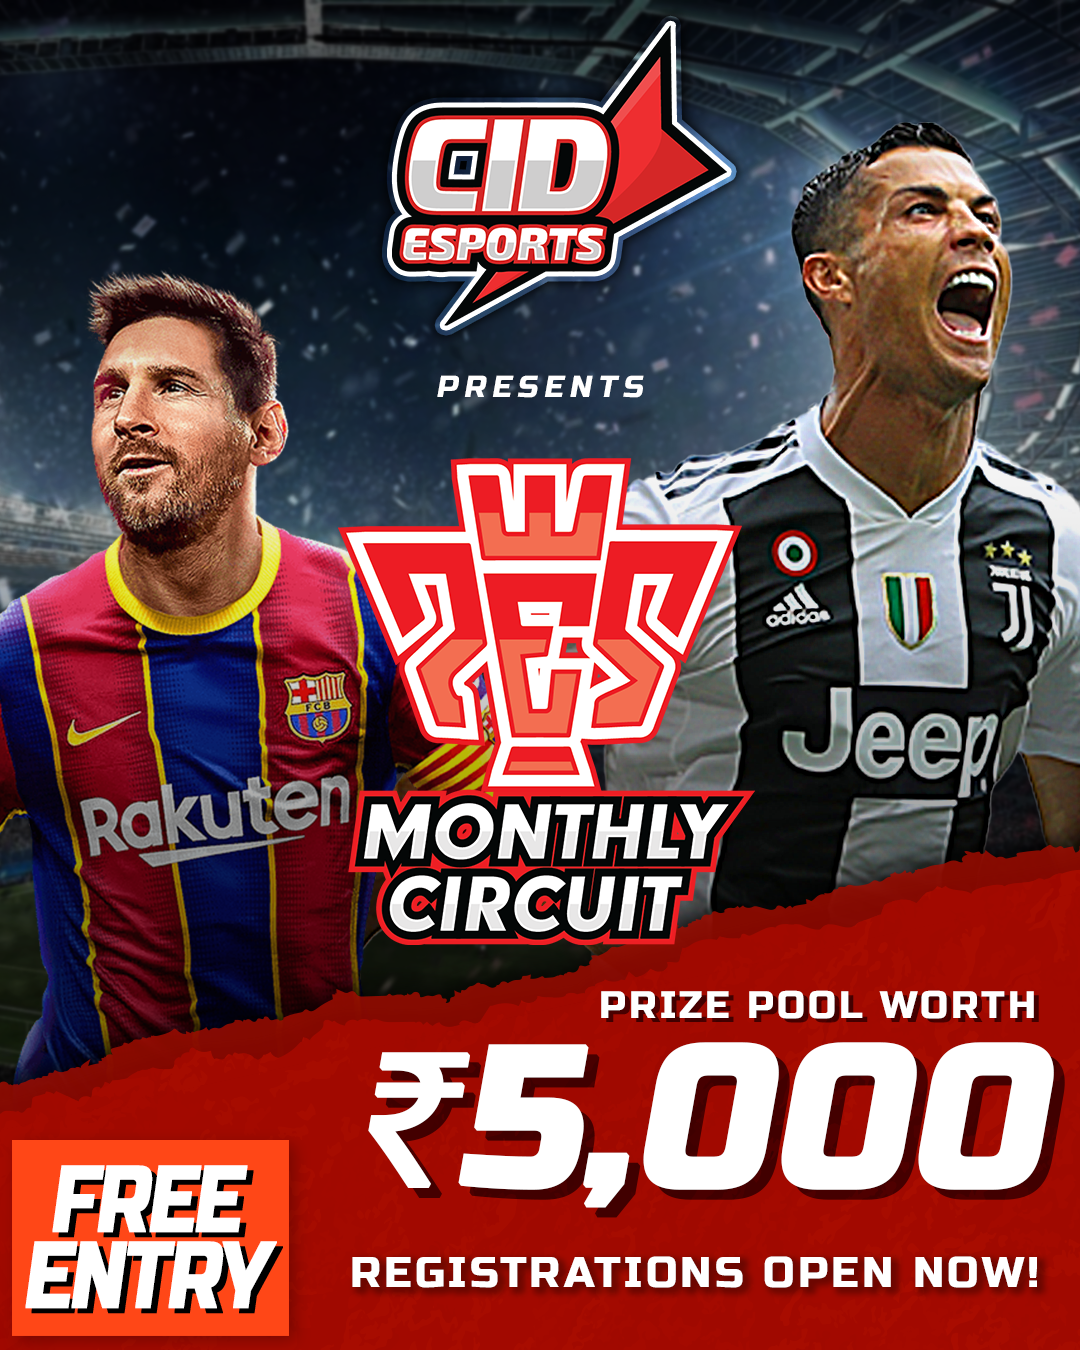 CID
ESPORTS
PRESENTS
PES
MONTHLY
CIRCUIT
FCB
Rakuten
adidas
Jeep
PRIZE POOL WORTH
₹5,000
FREE
ENTRY
REGISTRATIONS OPEN NOW!